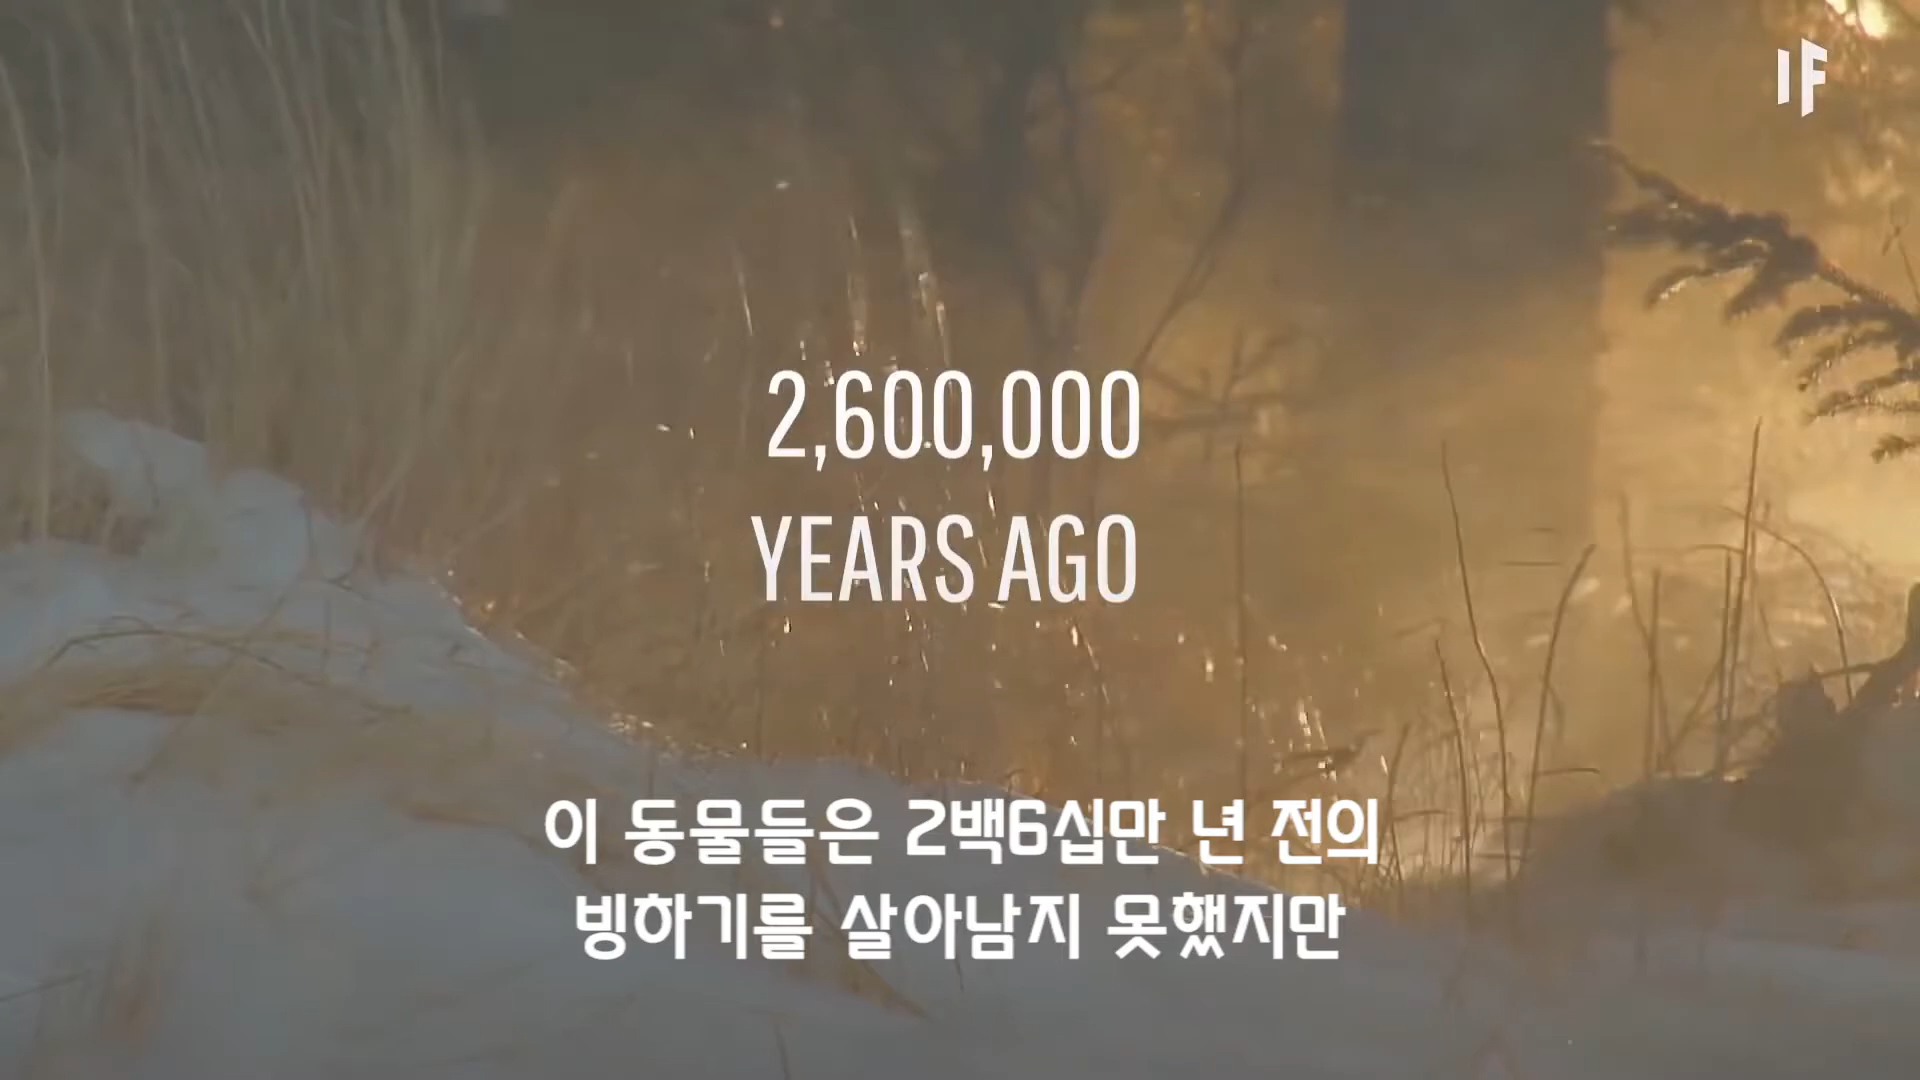 IF
2,600,000
YEARS AGO
이 동물들은 2백6십만 년 전의
빙하기를 살아남지 못했지만